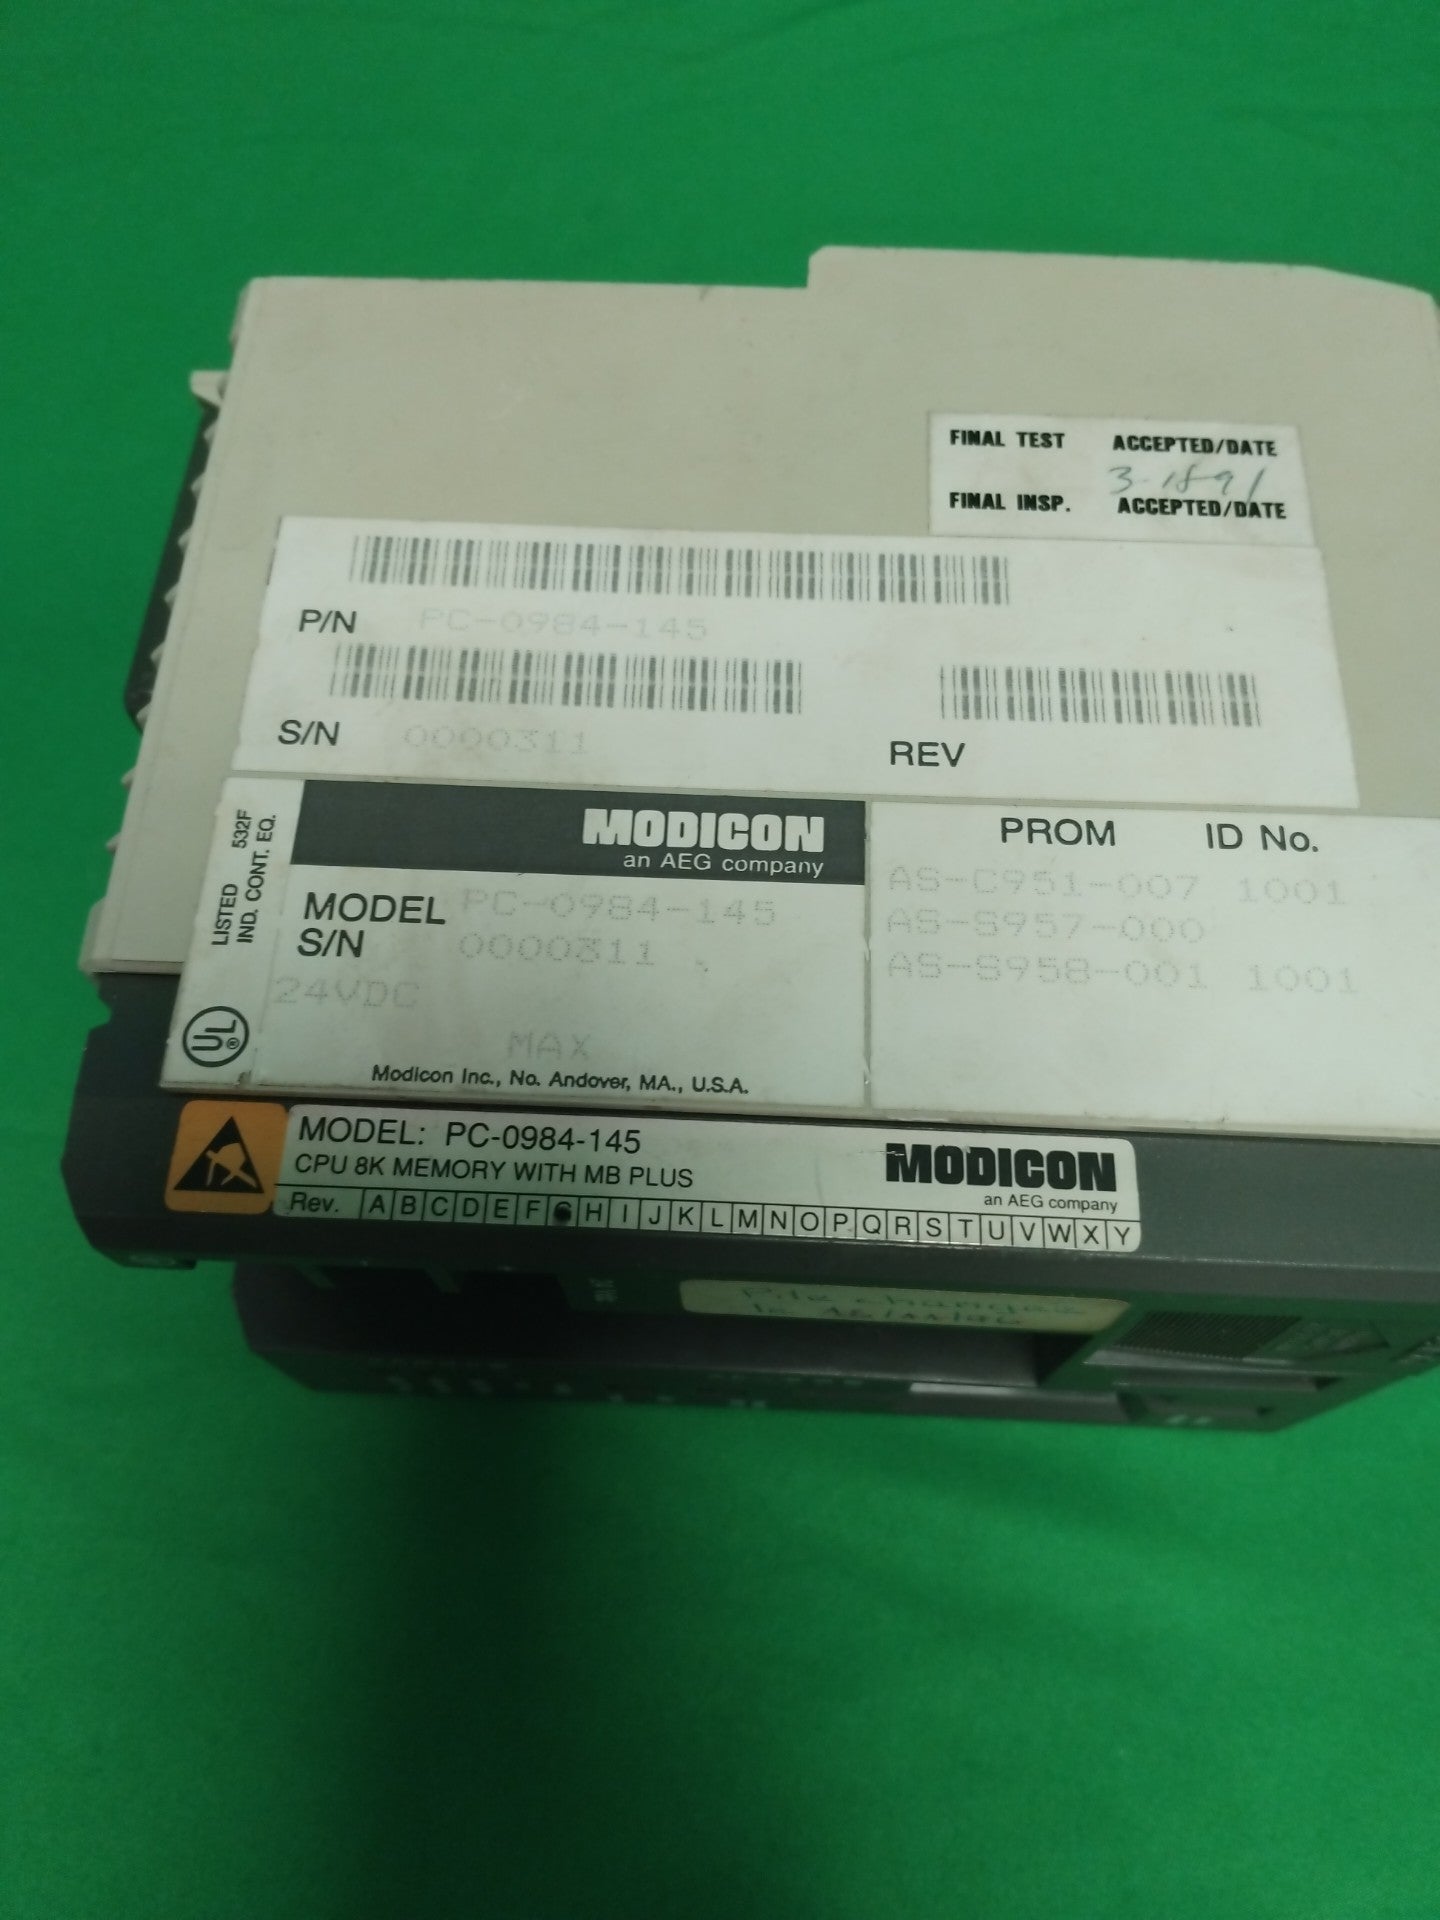 FINAL TEST ACCEPTED/DATE
3-18-91
FINAL INSP. ACCEPTED/DATE
P/N PC-0984-145
S/N 0000311
REV
LISTED 532F
IND. CONT. EQ.
UL
MODICON
an AEG company
MODEL PC-0984-145
S/N 0000311
24VDC
MAX
Modicon Inc., No. Andover, MA., U.S.A.
PROM ID No.
AS-C951-007 1001
AS-S957-000
AS-S958-001 1001
MODEL: PC-0984-145
CPU 8K MEMORY WITH MB PLUS
MODICON
an AEG company
Rev. A B C D E F G H I J K L M N O P Q R S T U V W X Y